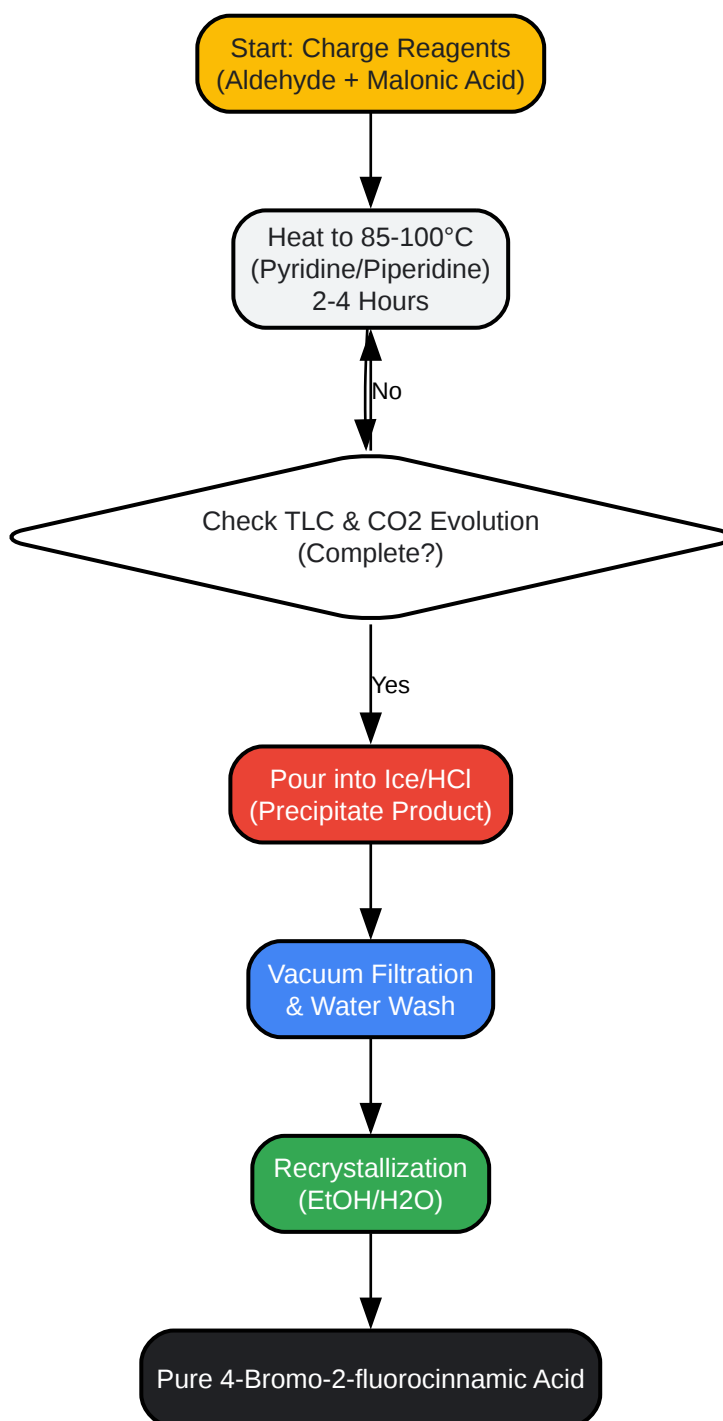 Start: Charge Reagents
(Aldehyde + Malonic Acid)
Heat to 85-100°C
(Pyridine/Piperidine)
2-4 Hours
No
Check TLC & CO2 Evolution
(Complete?)
Yes
Pour into Ice/HCl
(Precipitate Product)
Vacuum Filtration
& Water Wash
Recrystallization
(EtOH/H2O)
Pure 4-Bromo-2-fluorocinnamic Acid